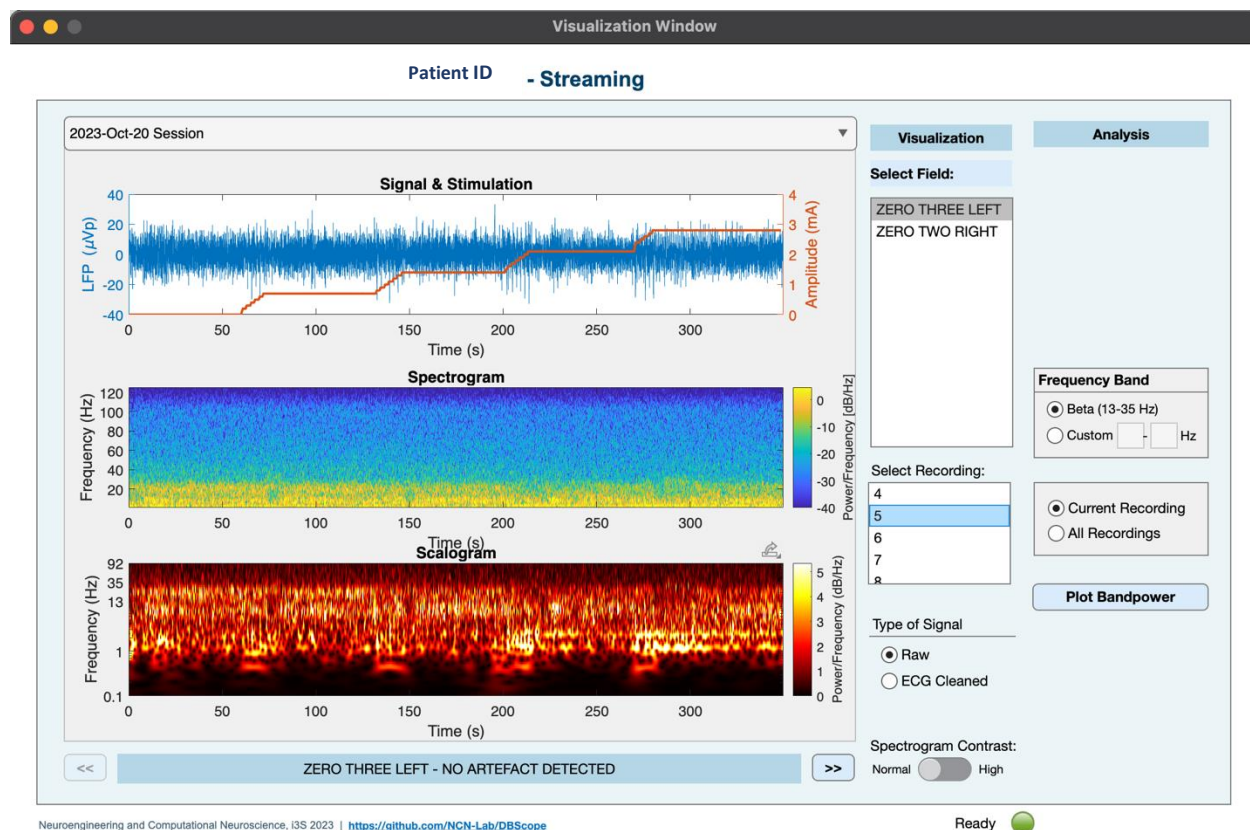 Visualization Window
Patient ID - Streaming
2023-Oct-20 Session
Signal & Stimulation
LFP (μVp)
40
20
0
-20
-40
4
3
2
1
0
Amplitude (mA)
0 50 100 150 200 250 300
Time (s)
Spectrogram
Frequency (Hz)
120
100
80
60
40
20
0
-10
-20
-30
-40
Power/Frequency [dB/Hz]
Time (s)
Scalogram
Frequency (Hz)
92
35
13
1
0.1
5
4
3
2
1
0
Power/Frequency (dB/Hz)
0 50 100 150 200 250 300
Time (s)
<<
ZERO THREE LEFT - NO ARTEFACT DETECTED
>>
Visualization
Select Field:
ZERO THREE LEFT
ZERO TWO RIGHT
Select Recording:
4
5
6
7
8
Type of Signal
Raw
ECG Cleaned
Spectrogram Contrast:
Normal High
Analysis
Frequency Band
Beta (13-35 Hz)
Custom - Hz
Current Recording
All Recordings
Plot Bandpower
Neuroengineering and Computational Neuroscience, i3S 2023 | https://github.com/NCN-Lab/DBScope
Ready